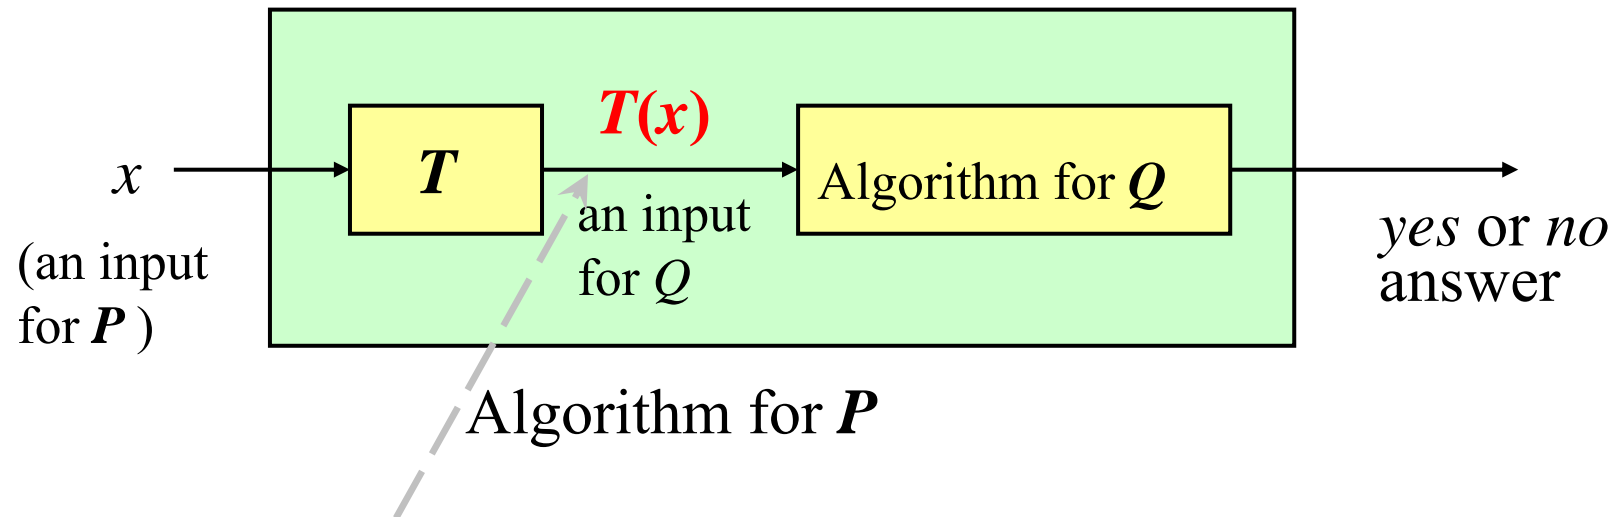 x
(an input
for P )
T
T(x)
an input
for Q
Algorithm for Q
yes or no
answer
Algorithm for P